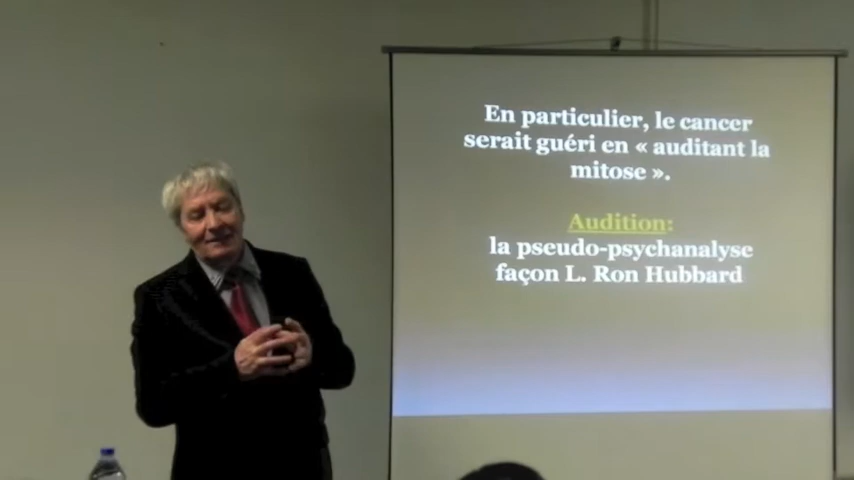 En particulier, le cancer
serait guéri en « auditant la
mitose ».
Audition:
la pseudo-psychanalyse
façon L. Ron Hubbard